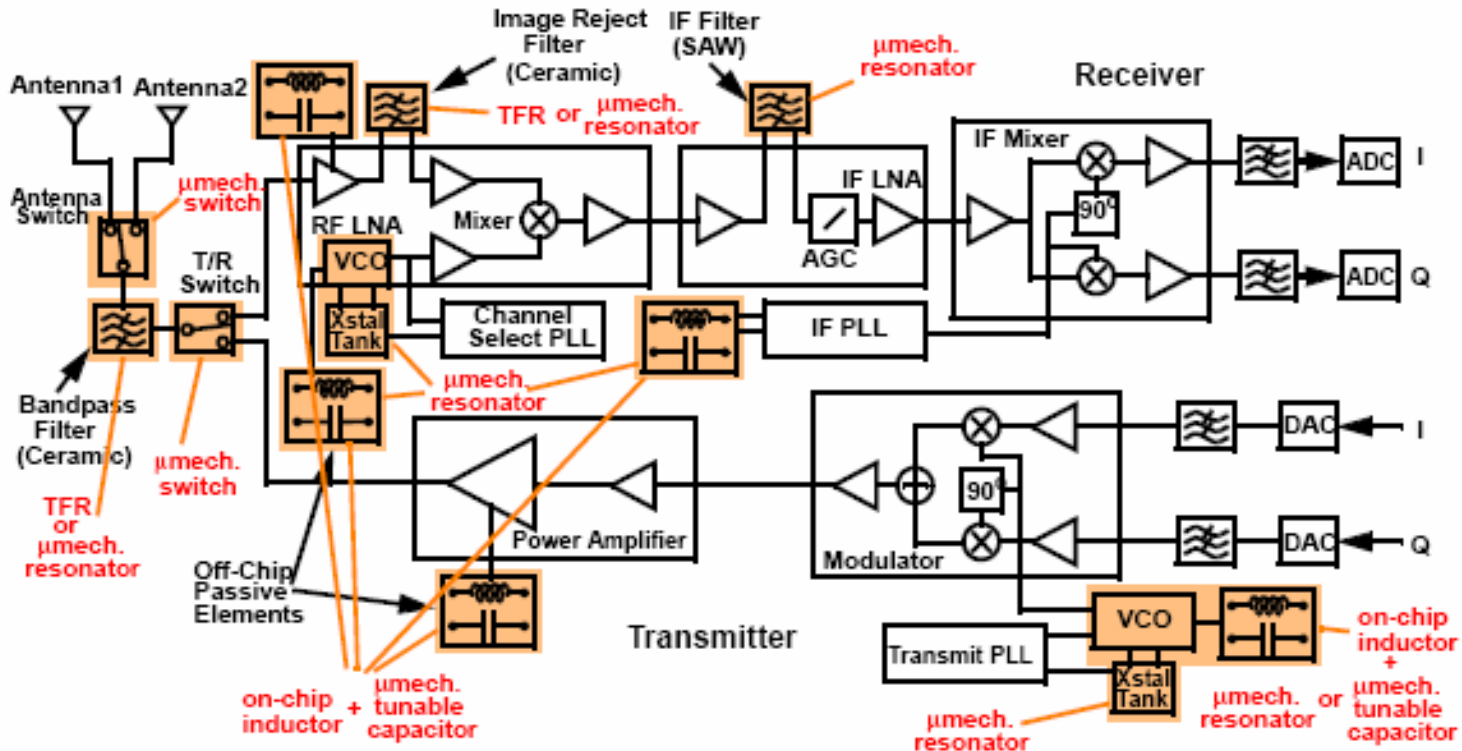 Image Reject
Filter
(Ceramic)
IF Filter
(SAW)
µmech.
resonator
Receiver
Antenna1
Antenna2
TFR or µmech.
resonator
IF Mixer
ADC
I
µmech.
switch
Antenna
Switch
RF LNA
Mixer
IF LNA
AGC
90º
VCO
T/R
Switch
ADC
Q
Xstal
Tank
Channel
Select PLL
IF PLL
µmech.
resonator
Bandpass
Filter
(Ceramic)
µmech.
switch
DAC
I
90º
TFR
or
µmech.
resonator
Power Amplifier
Modulator
DAC
Q
Off-Chip
Passive
Elements
Transmitter
VCO
Transmit PLL
Xstal
Tank
on-chip
inductor
+
µmech.
tunable
capacitor
µmech.
resonator
µmech.
resonator
or
on-chip
inductor
+
µmech.
tunable
capacitor